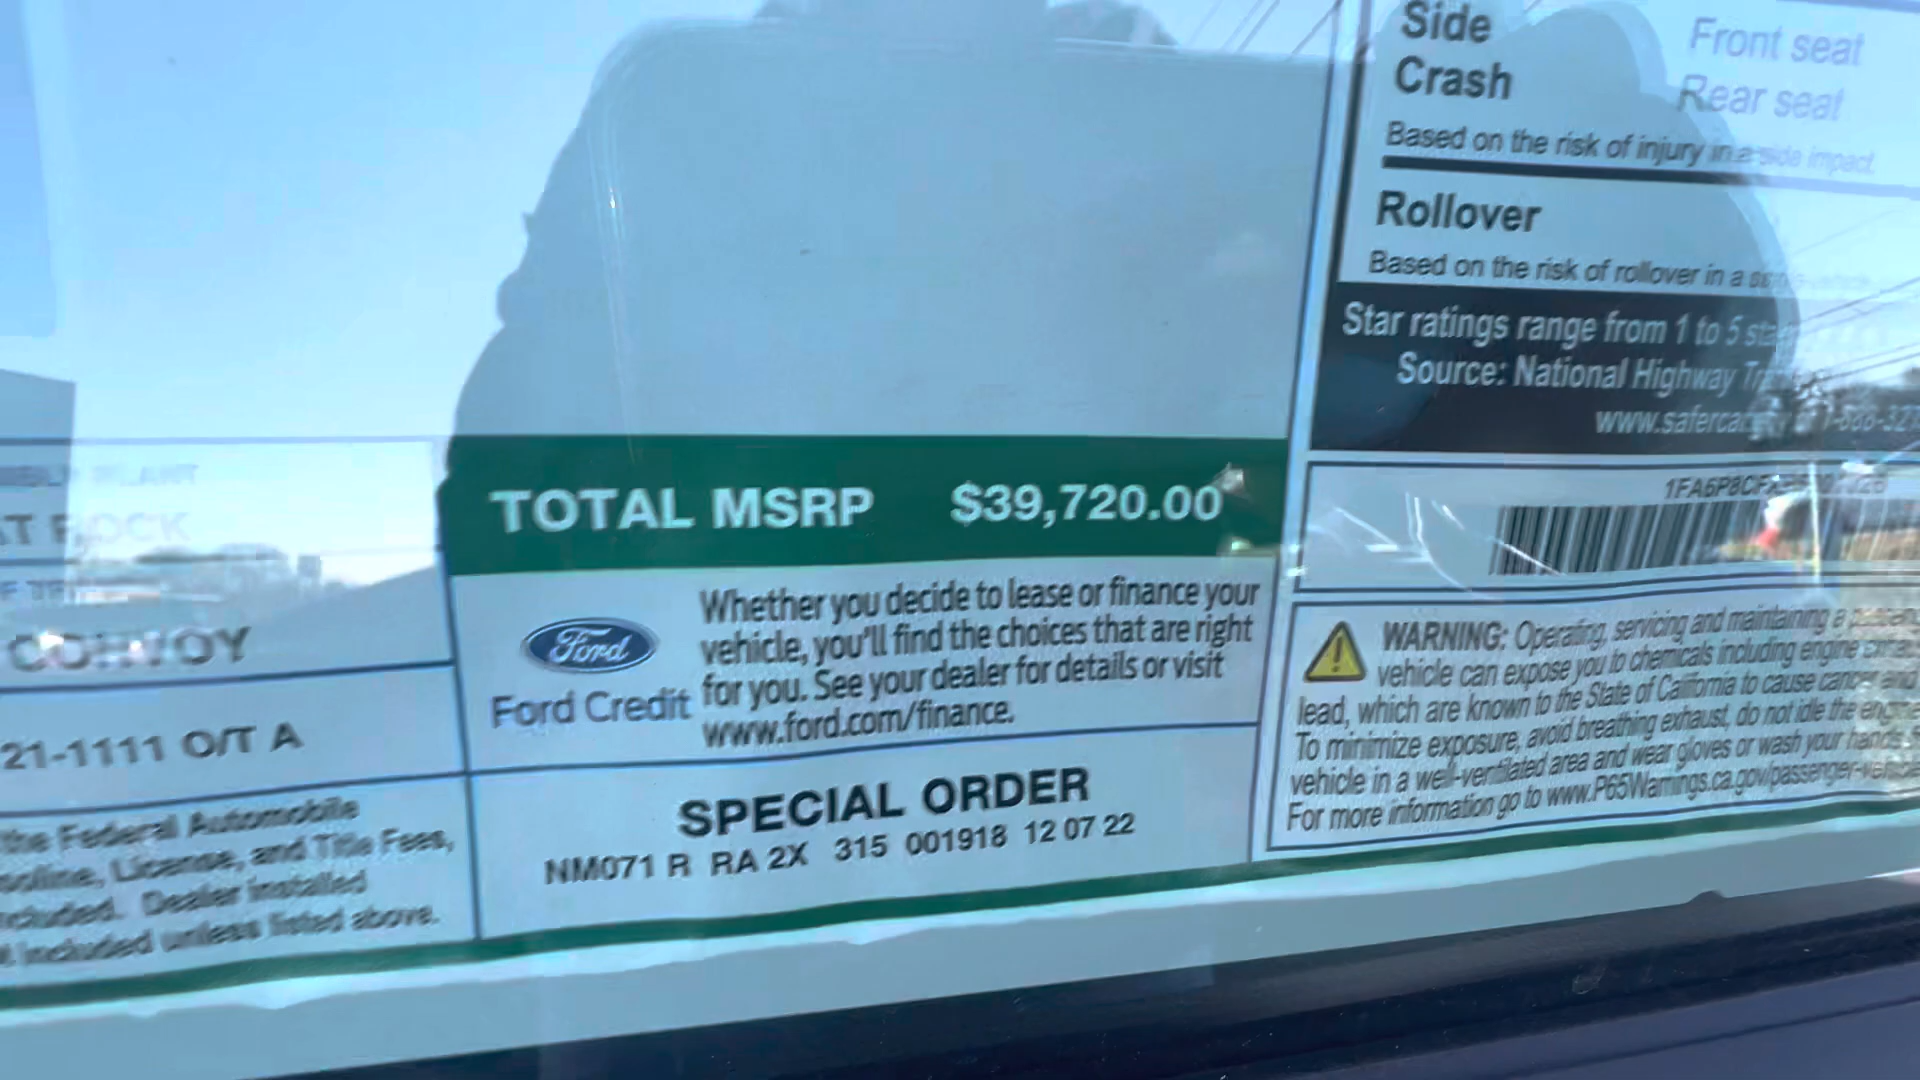 CONVOY
21-1111 O/T A
the Federal Automobile
License, and Title Fees,
Dealer installed
included unless listed above.
TOTAL MSRP $39,720.00
Ford
Ford Credit
Whether you decide to lease or finance your
vehicle, you'll find the choices that are right
for you. See your dealer for details or visit
www.ford.com/finance.
SPECIAL ORDER
NM071 R RA 2X 315 001918 12 07 22
Side
Crash
Front seat
Rear seat
Based on the risk of injury in a side impact.
Rollover
Based on the risk of rollover in a
Star ratings range from 1 to 5
Source: National Highway
WARNING: Operating, servicing and maintaining a
vehicle can expose you to chemicals including engine
lead, which are known to the State of California to cause cancer and
To minimize exposure, avoid breathing exhaust, do not idle the engine
vehicle in a well-ventilated area and wear gloves or wash your hands
For more information go to www.P65Warnings.ca.gov/passenger-vehicle